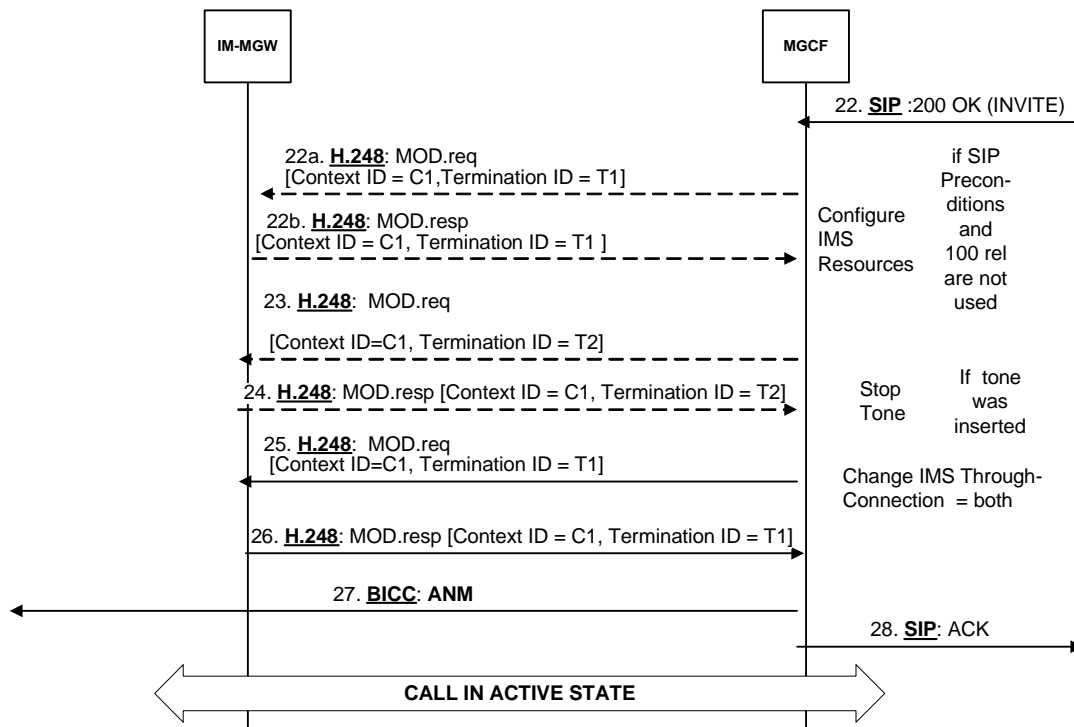 IM-MGW
MGCF
22. SIP :200 OK (INVITE)
22a. H.248: MOD.req
[Context ID = C1,Termination ID = T1]
22b. H.248: MOD.resp
[Context ID = C1, Termination ID = T1 ]
Configure
IMS
Resources
if SIP
Precon-
ditions
and
100 rel
are not
used
23. H.248: MOD.req
[Context ID=C1, Termination ID = T2]
24. H.248: MOD.resp [Context ID = C1, Termination ID = T2]
Stop
Tone
If tone
was
inserted
25. H.248: MOD.req
[Context ID=C1, Termination ID = T1]
Change IMS Through-
Connection = both
26. H.248: MOD.resp [Context ID = C1, Termination ID = T1]
27. BICC: ANM
28. SIP: ACK
CALL IN ACTIVE STATE